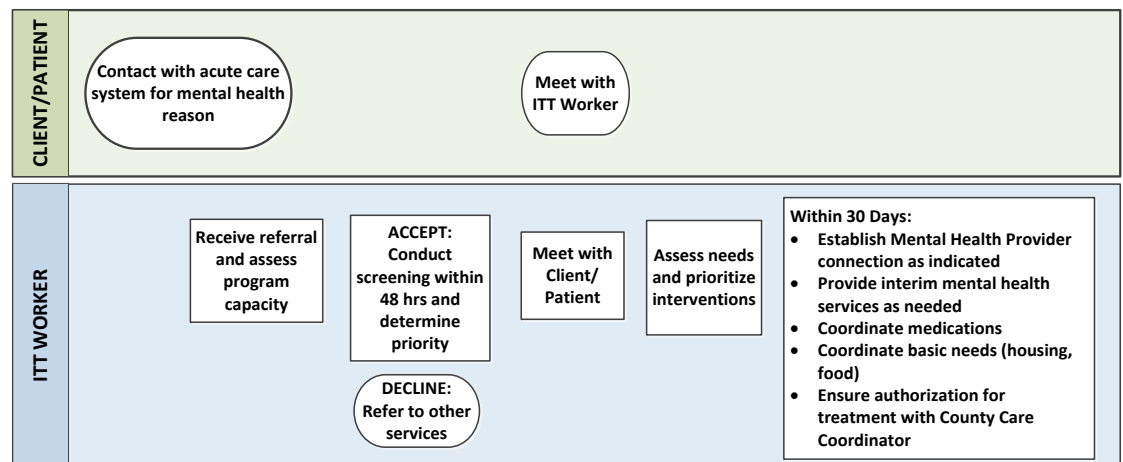 CLIENT/PATIENT
Contact with acute care
system for mental health
reason
Meet with
ITT Worker
ITT WORKER
Receive referral
and assess
program
capacity
ACCEPT:
Conduct
screening within
48 hrs and
determine
priority
DECLINE:
Refer to other
services
Meet with
Client/
Patient
Assess needs
and prioritize
interventions
Within 30 Days:
• Establish Mental Health Provider
connection as indicated
• Provide interim mental health
services as needed
• Coordinate medications
• Coordinate basic needs (housing,
food)
• Ensure authorization for
treatment with County Care
Coordinator